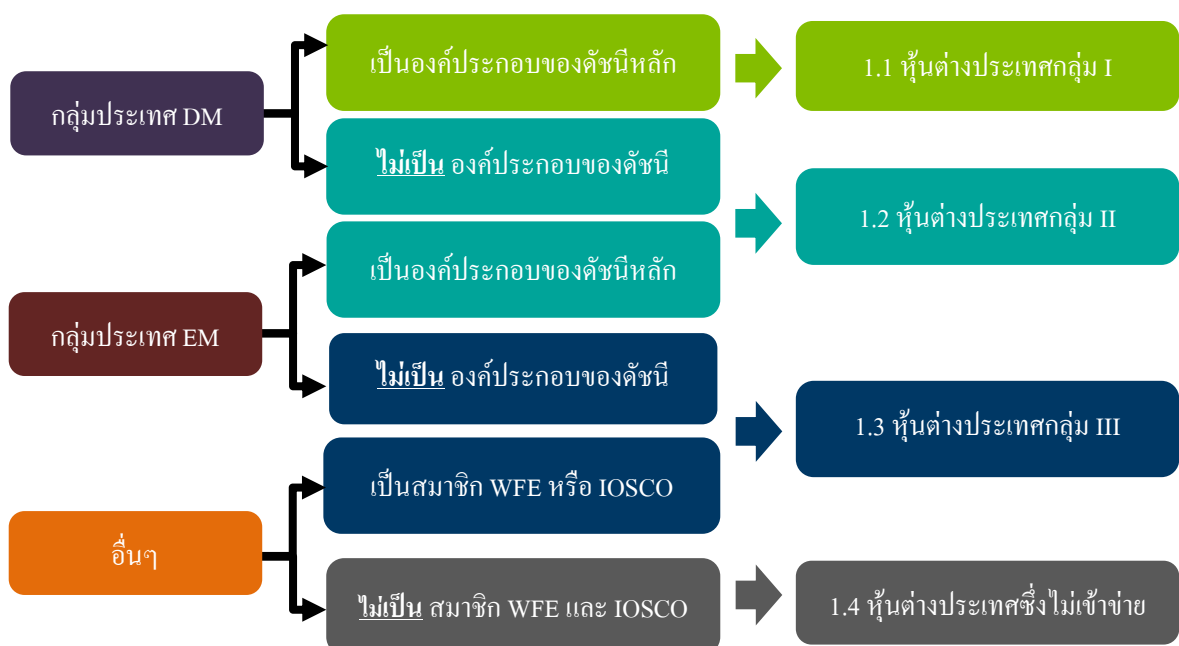 กลุ่มประเทศ DM
เป็นองค์ประกอบของดัชนีหลัก
1.1 หุ้นต่างประเทศกลุ่ม I
ไม่เป็น องค์ประกอบของดัชนี
1.2 หุ้นต่างประเทศกลุ่ม II
กลุ่มประเทศ EM
เป็นองค์ประกอบของดัชนีหลัก
ไม่เป็น องค์ประกอบของดัชนี
1.3 หุ้นต่างประเทศกลุ่ม III
อื่นๆ
เป็นสมาชิก WFE หรือ IOSCO
ไม่เป็น สมาชิก WFE และ IOSCO
1.4 หุ้นต่างประเทศซึ่งไม่เข้าข่าย